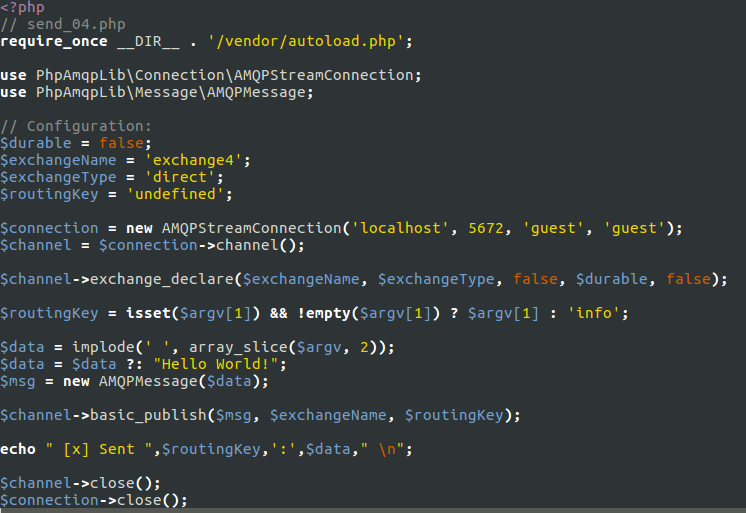 <?php
// send_04.php
require_once __DIR__ . '/vendor/autoload.php';
use PhpAmqpLib\Connection\AMQPStreamConnection;
use PhpAmqpLib\Message\AMQPMessage;
// Configuration:
$durable = false;
$exchangeName = 'exchange4';
$exchangeType = 'direct';
$routingKey = 'undefined';
$connection = new AMQPStreamConnection('localhost', 5672, 'guest', 'guest');
$channel = $connection->channel();
$channel->exchange_declare($exchangeName, $exchangeType, false, $durable, false);
$routingKey = isset($argv[1]) && !empty($argv[1]) ? $argv[1] : 'info';
$data = implode(' ', array_slice($argv, 2));
$data = $data ?: "Hello World!";
$msg = new AMQPMessage($data);
$channel->basic_publish($msg, $exchangeName, $routingKey);
echo " [x] Sent ",$routingKey,':',$data," \n";
$channel->close();
$connection->close();